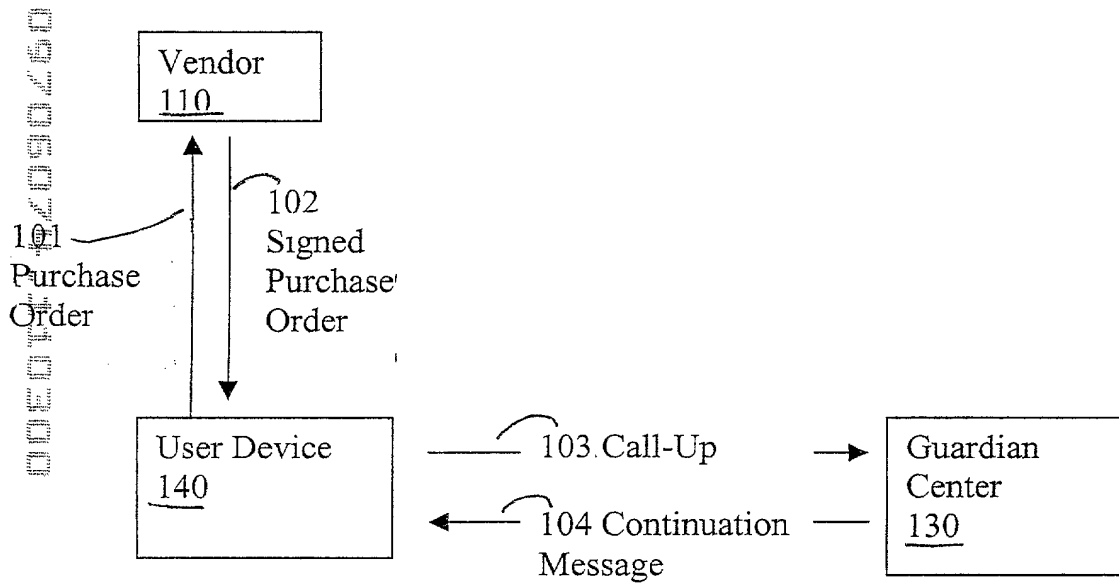 Vendor
110
101
Purchase
Order
102
Signed
Purchase
Order
User Device
140
103 Call-Up
104 Continuation
Message
Guardian
Center
130